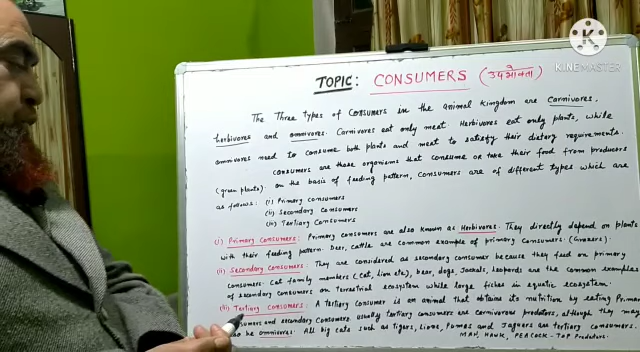 KINEMASTER
TOPIC: CONSUMERS (उपभोक्ता)
The Three types of consumers in the animal kingdom are Carnivores,
herbivores and omnivores. Carnivores eat only meat. Herbivores eat only plants, while
omnivores need to consume both plants and meat to satisfy their dietary requirements.
Consumers are those organisms that consume or take their food from producers
(green plants). On the basis of feeding pattern, consumers are of different types which are
as follows: (i) Primary consumers
(ii) Secondary consumers
(iii) Tertiary consumers
(i) Primary Consumers: Primary consumers are also known as Herbivores. They directly depend on plants
with their feeding pattern. Deer, cattle are common example of primary consumers (Grazers).
(ii) Secondary Consumers: They are considered as secondary consumer because they feed on primary
consumers. Cat family members (cat, lion etc), bear, dogs, Jackals, leopards are the common examples
of secondary consumers on Terrestrial ecosystem while large fishes in aquatic ecosystem.
(iii) Tertiary Consumers: A tertiary consumer is an animal that obtains its nutrition by eating Primary
consumers and secondary consumers. usually tertiary consumers are carnivorous predators, although they may
also be omnivores. All big cats such as tigers, Lions, Pumas and Jaguars are tertiary consumers.
MAN, HAWK, PEACOCK - TOP Predators.